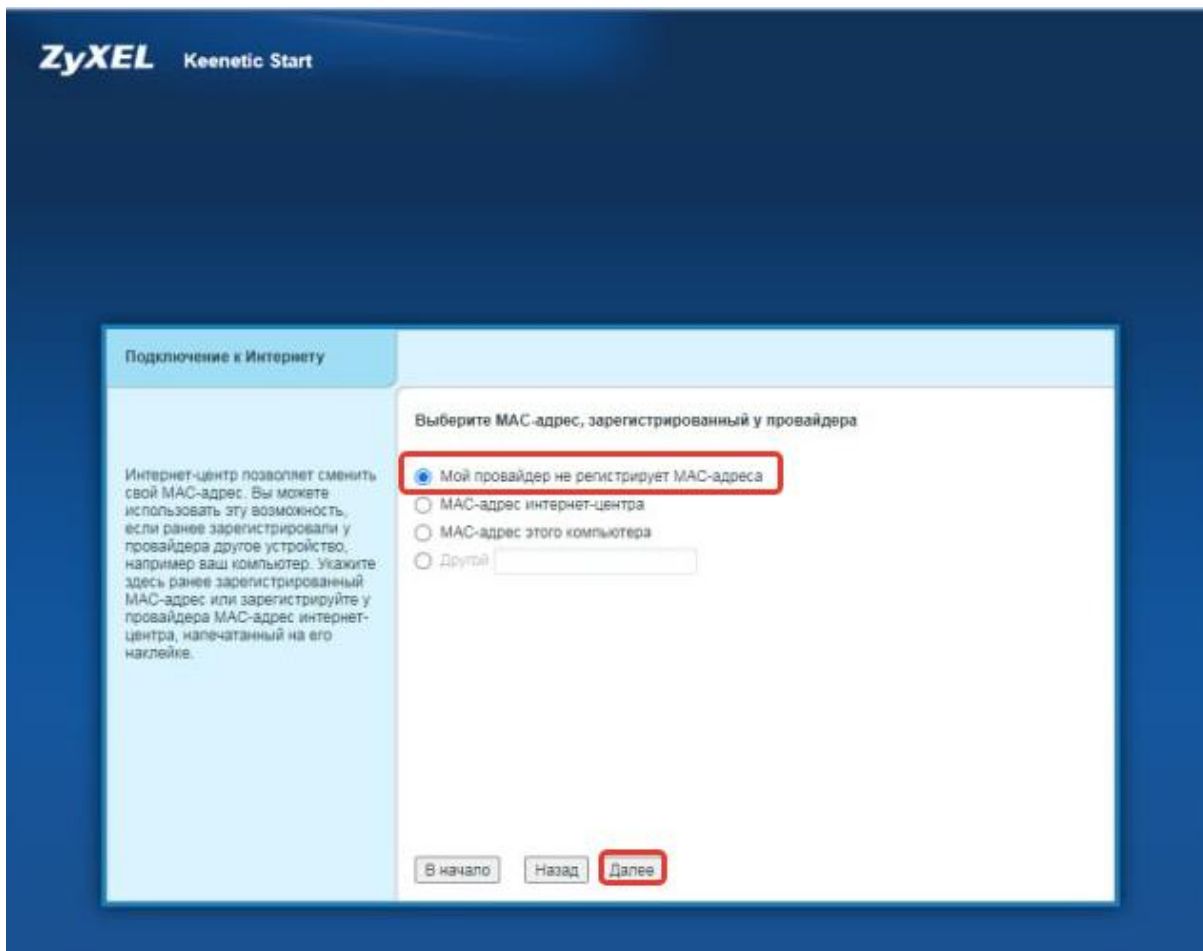 ZyXEL Keenetic Start
Подключение к Интернету
Интернет-центр позволяет сменить
свой MAC-адрес. Вы можете
использовать эту возможность,
если ранее зарегистрировали у
провайдера другое устройство,
например ваш компьютер. Укажите
здесь ранее зарегистрированный
MAC-адрес или зарегистрируйте у
провайдера MAC-адрес интернет-
центра, напечатанный на его
наклейке.
Выберите MAC-адрес, зарегистрированный у провайдера
Мой провайдер не регистрирует MAC-адреса
MAC-адрес интернет-центра
MAC-адрес этого компьютера
Другой
В начало Назад Далее